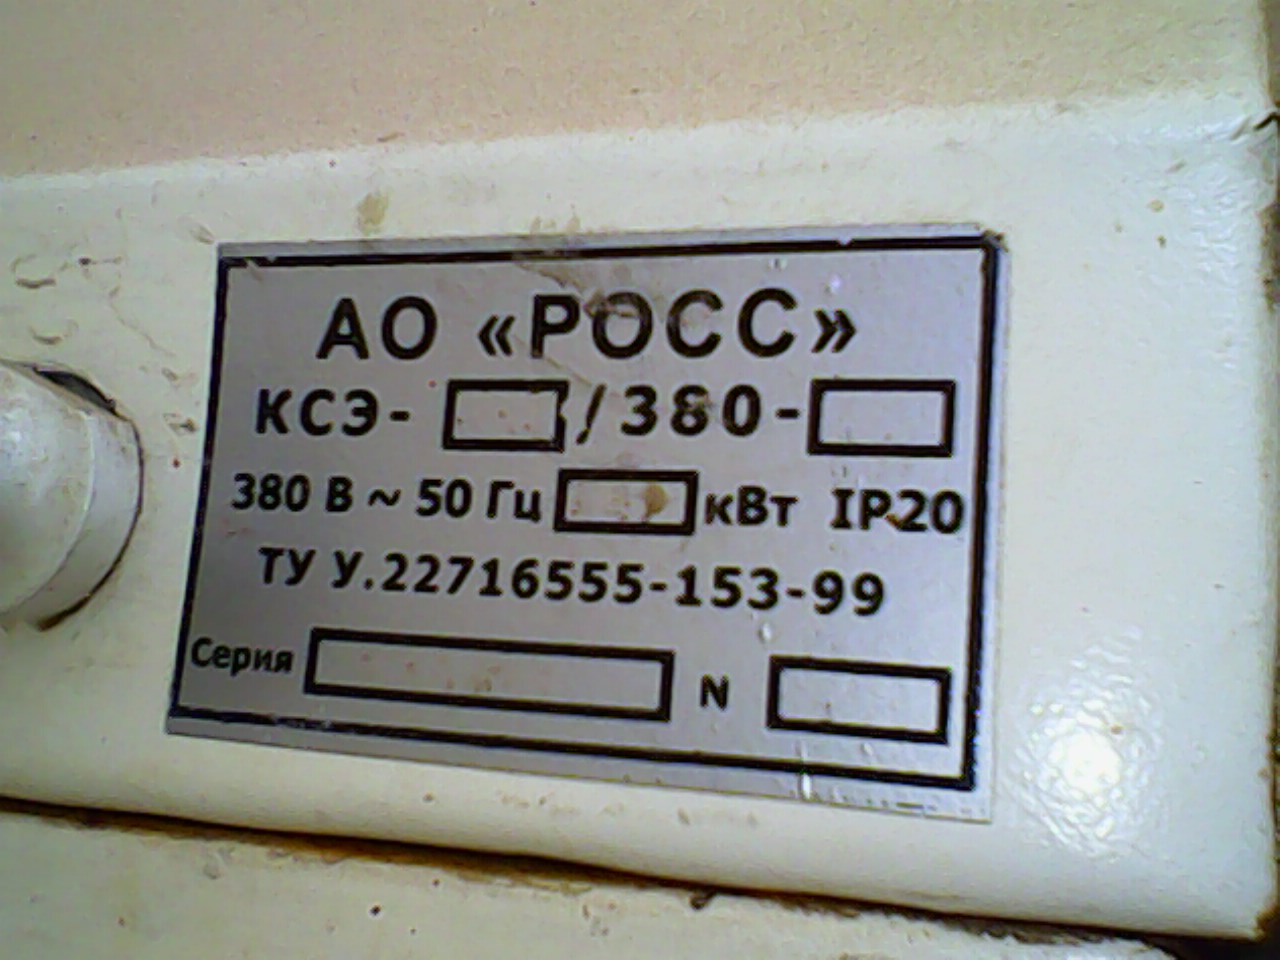 АО «РОСС»
КСЭ- /380-
380 В ~ 50 Гц кВт IP20
ТУ У.22716555-153-99
Серия N